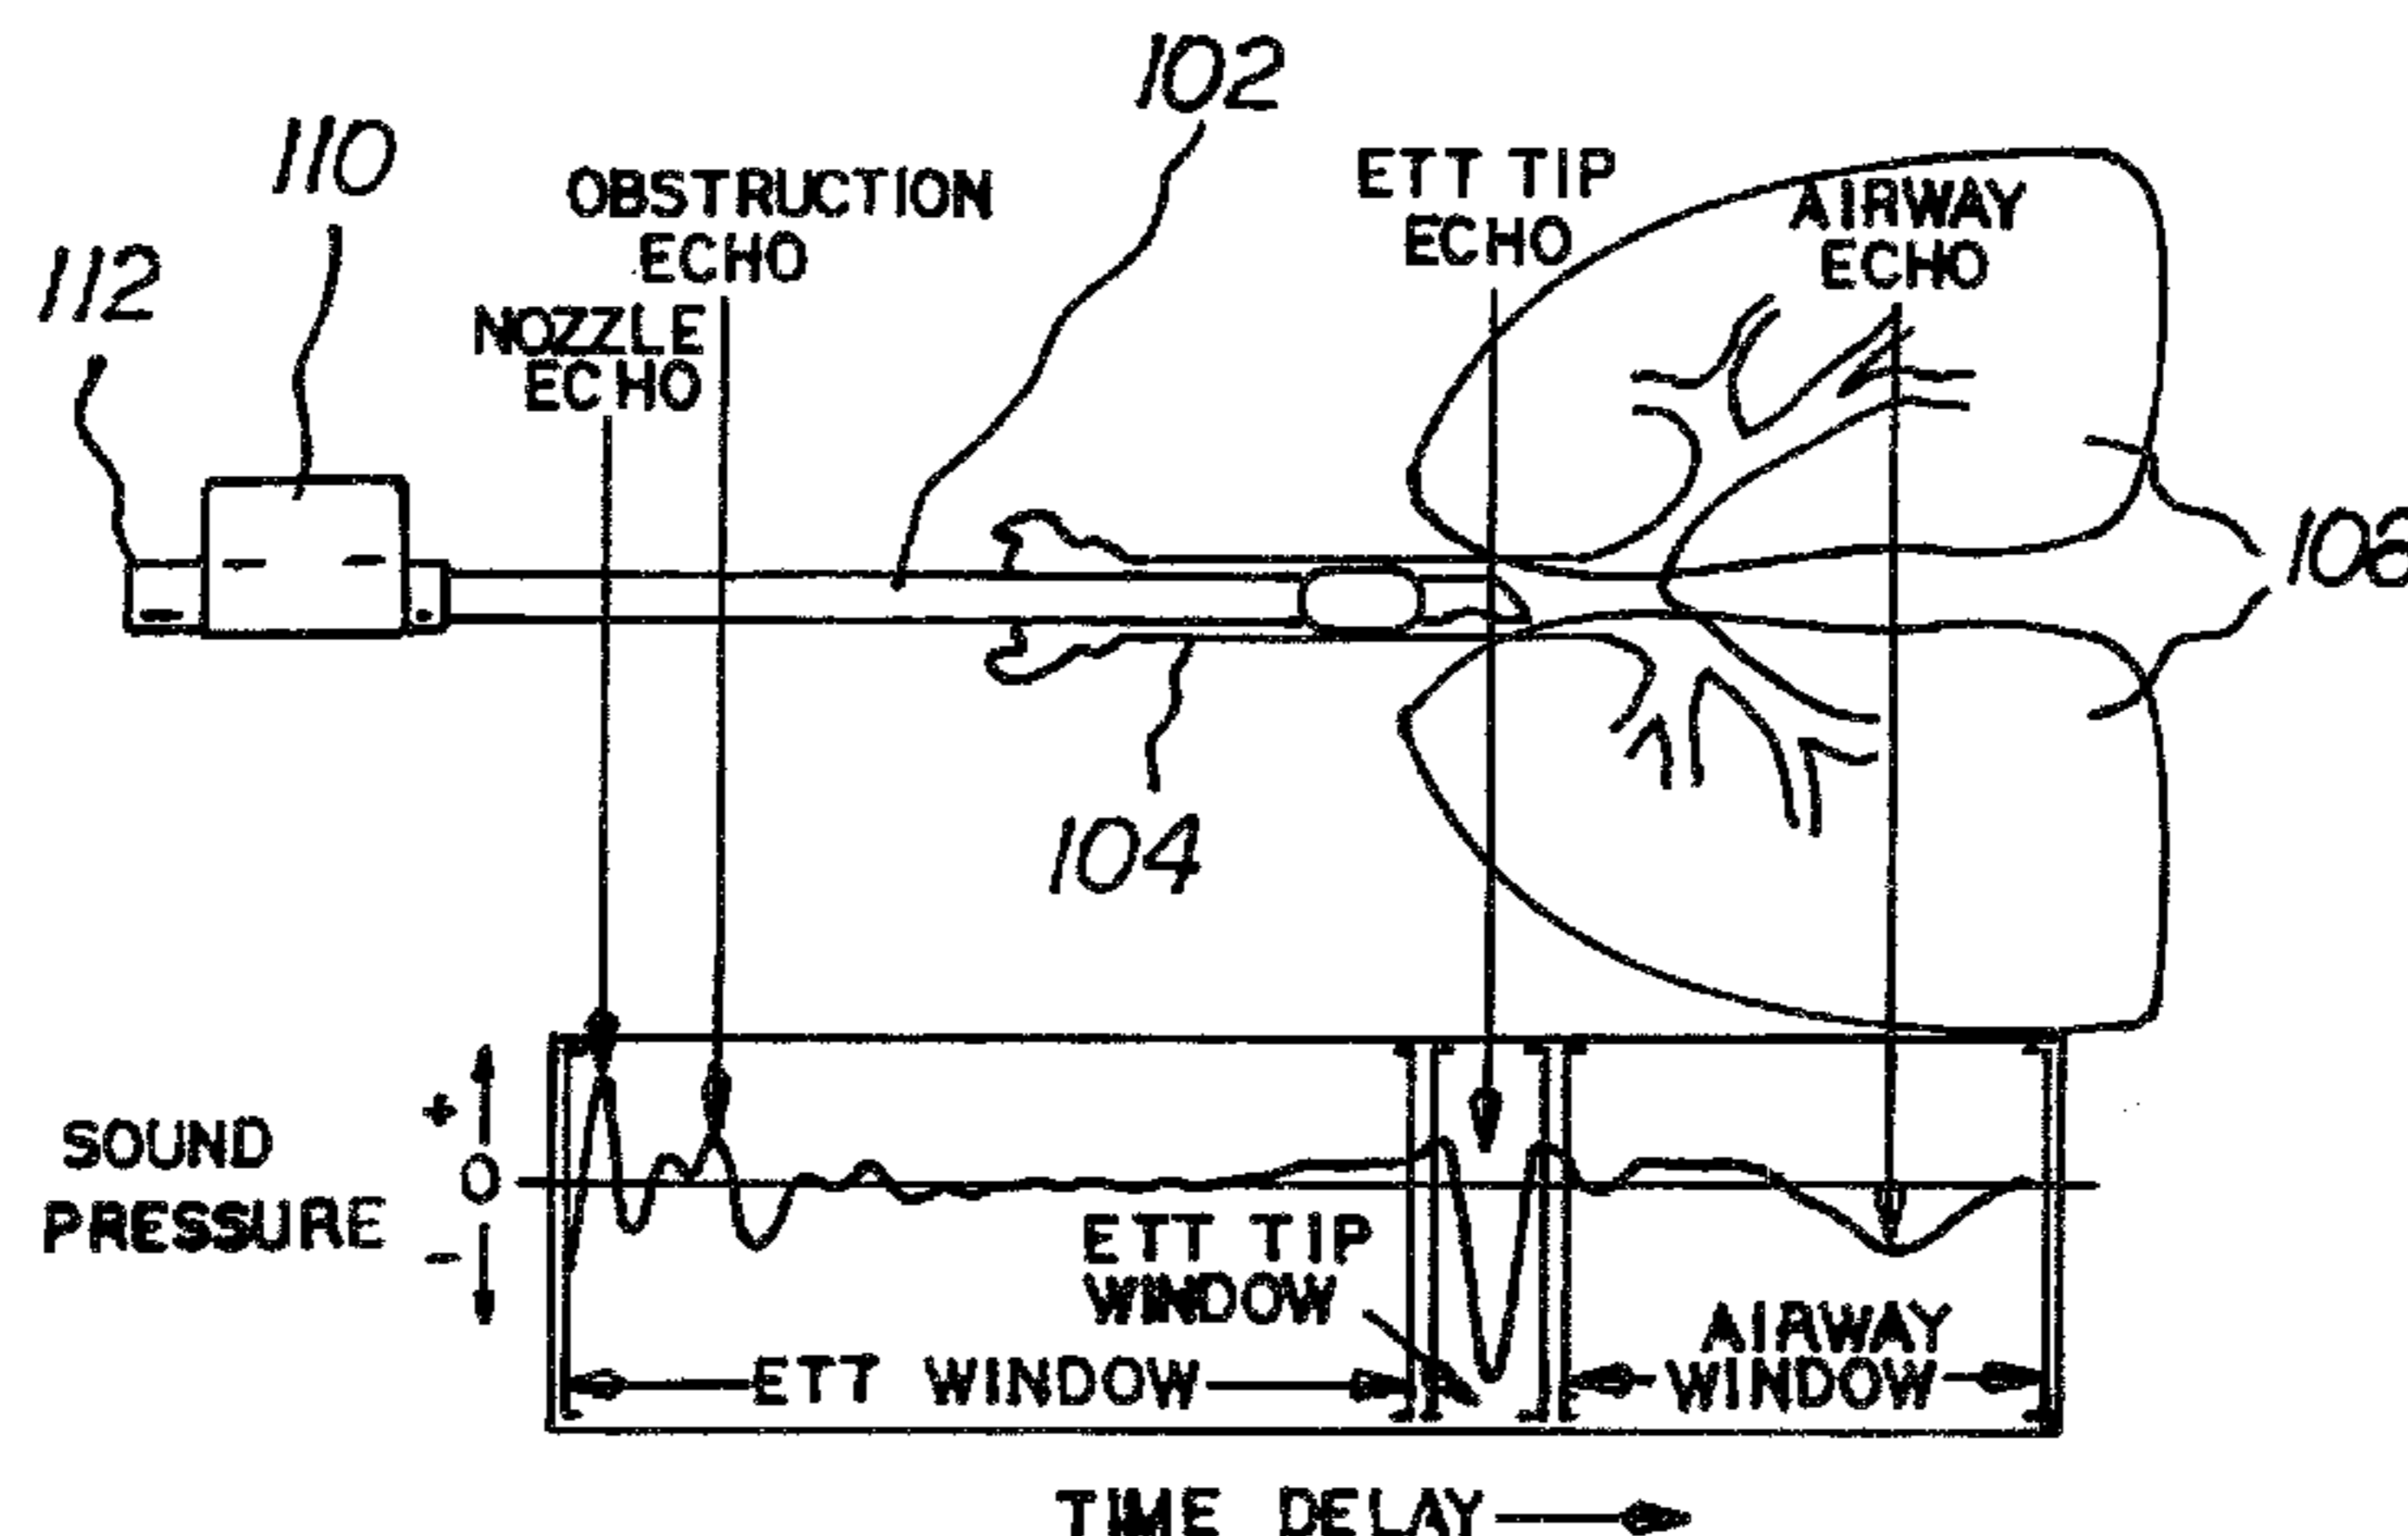 102
110
OBSTRUCTION
ECHO
ETT TIP
ECHO
AIRWAY
ECHO
112
NOZZLE
ECHO
104
SOUND
PRESSURE
+
0
-
ETT TIP
WINDOW
ETT WINDOW
AIRWAY
WINDOW
TIME DELAY